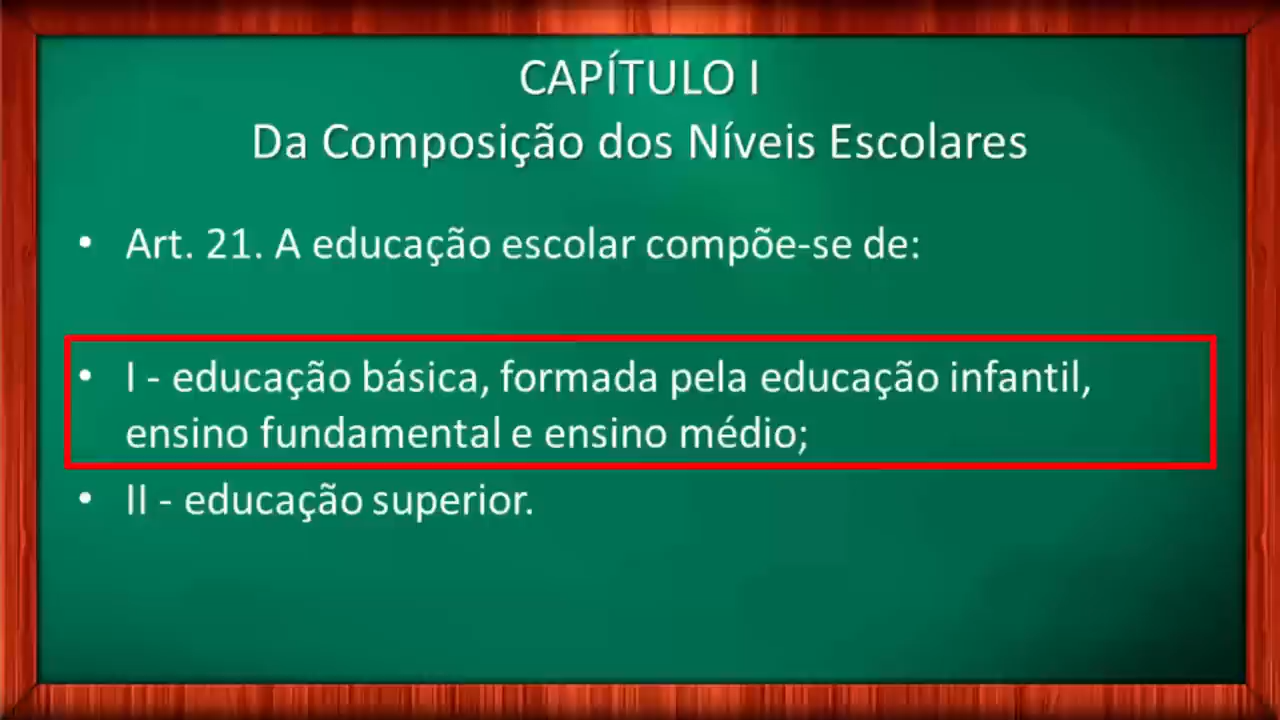 CAPÍTULO I
Da Composição dos Níveis Escolares
• Art. 21. A educação escolar compõe-se de:
• I - educação básica, formada pela educação infantil,
ensino fundamental e ensino médio;
• II - educação superior.